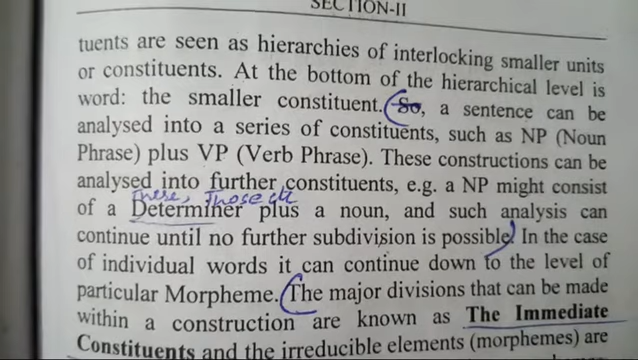 SECTION-II
tuents are seen as hierarchies of interlocking smaller units
or constituents. At the bottom of the hierarchical level is
word: the smaller constituent. So, a sentence can be
analysed into a series of constituents, such as NP (Noun
Phrase) plus VP (Verb Phrase). These constructions can be
analysed into further constituents, e.g. a NP might consist
These, Those etc
of a Determiner plus a noun, and such analysis can
continue until no further subdivision is possible. In the case
of individual words it can continue down to the level of
particular Morpheme. The major divisions that can be made
within a construction are known as The Immediate
Constituents and the irreducible elements (morphemes) are